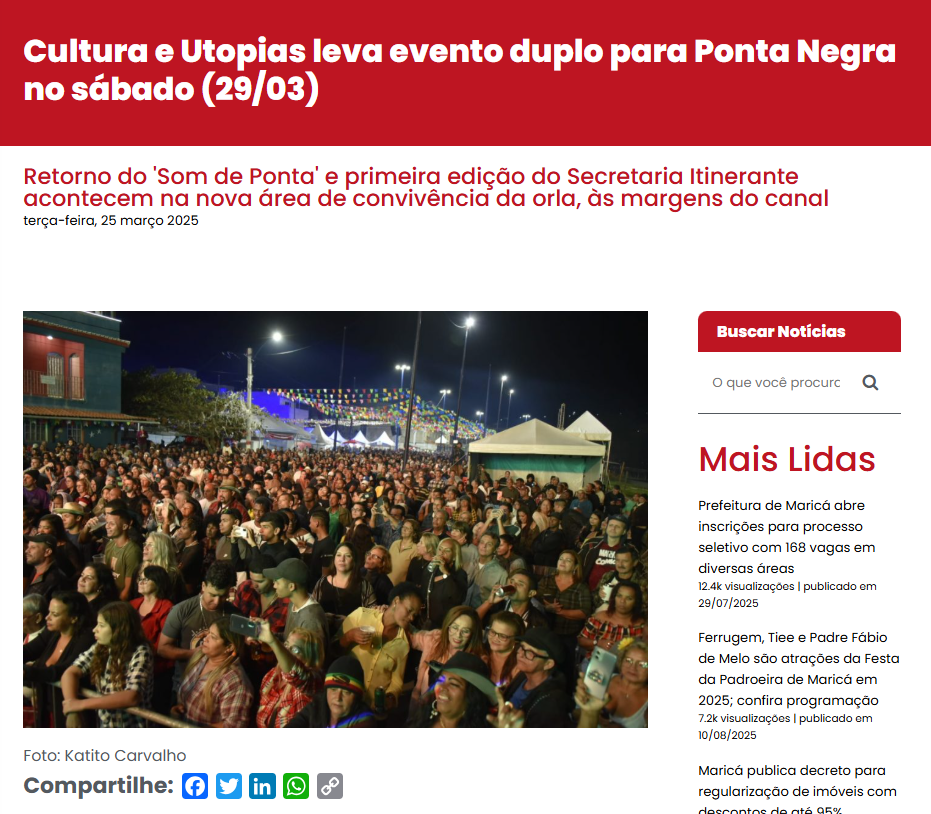 Cultura e Utopias leva evento duplo para Ponta Negra
no sábado (29/03)
Retorno do 'Som de Ponta' e primeira edição do Secretaria Itinerante
acontecem na nova área de convivência da orla, às margens do canal
terça-feira, 25 março 2025
Foto: Katito Carvalho
Compartilhe:
Buscar Notícias
O que você procurc
Mais Lidas
Prefeitura de Maricá abre
inscrições para processo
seletivo com 168 vagas em
diversas áreas
12.4k visualizações | publicado em
29/07/2025
Ferrugem, Tiee e Padre Fábio
de Melo são atrações da Festa
da Padroeira de Maricá em
2025; confira programação
7.2k visualizações | publicado em
10/08/2025
Maricá publica decreto para
regularização de imóveis com
descontos de até 95%